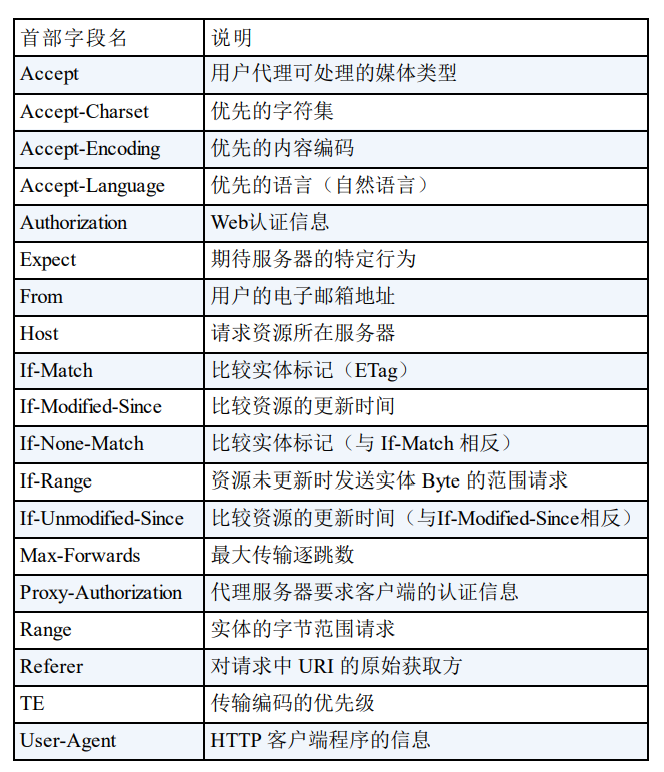 首部字段名 说明
Accept 用户代理可处理的媒体类型
Accept-Charset 优先的字符集
Accept-Encoding 优先的内容编码
Accept-Language 优先的语言（自然语言）
Authorization Web认证信息
Expect 期待服务器的特定行为
From 用户的电子邮箱地址
Host 请求资源所在服务器
If-Match 比较实体标记（ETag）
If-Modified-Since 比较资源的更新时间
If-None-Match 比较实体标记（与 If-Match 相反）
If-Range 资源未更新时发送实体 Byte 的范围请求
If-Unmodified-Since 比较资源的更新时间（与If-Modified-Since相反）
Max-Forwards 最大传输逐跳数
Proxy-Authorization 代理服务器要求客户端的认证信息
Range 实体的字节范围请求
Referer 对请求中 URI 的原始获取方
TE 传输编码的优先级
User-Agent HTTP 客户端程序的信息